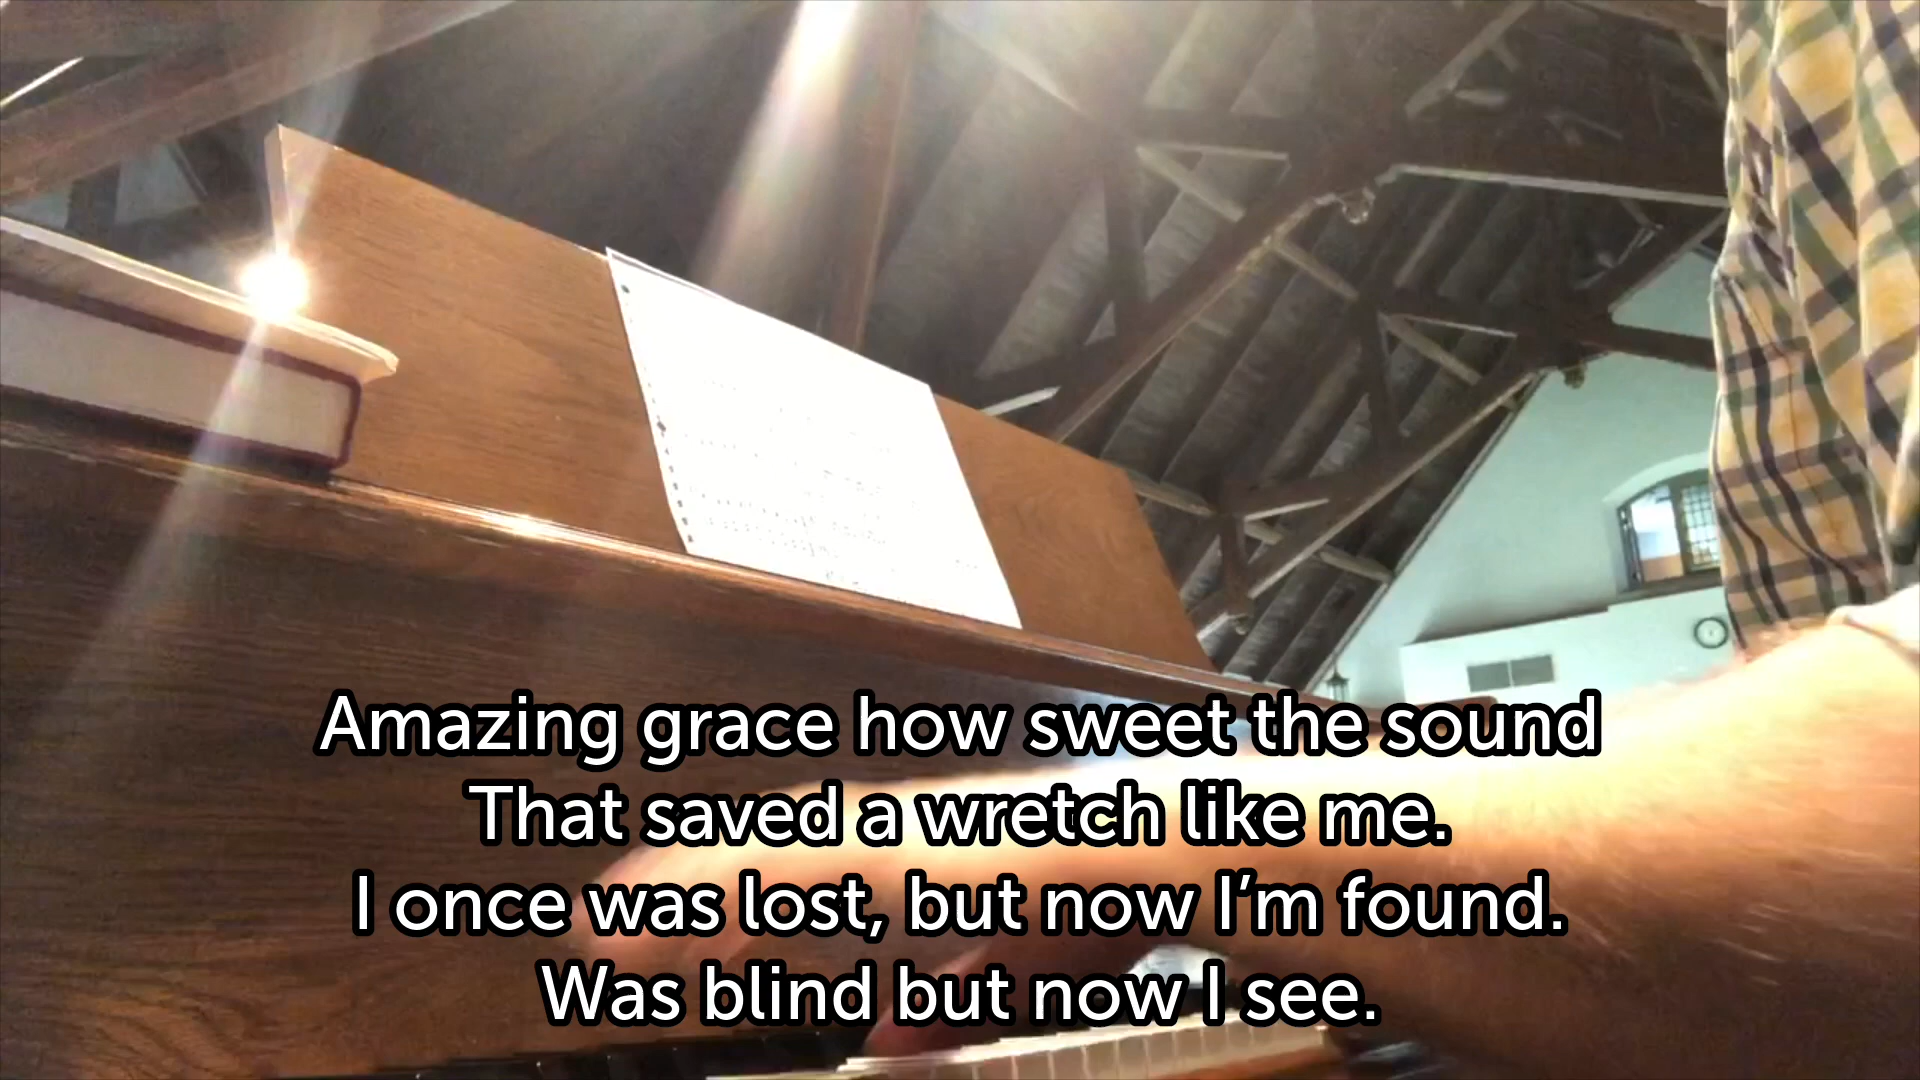 Amazing grace how sweet the sound
That saved a wretch like me.
I once was lost, but now I’m found.
Was blind but now I see.